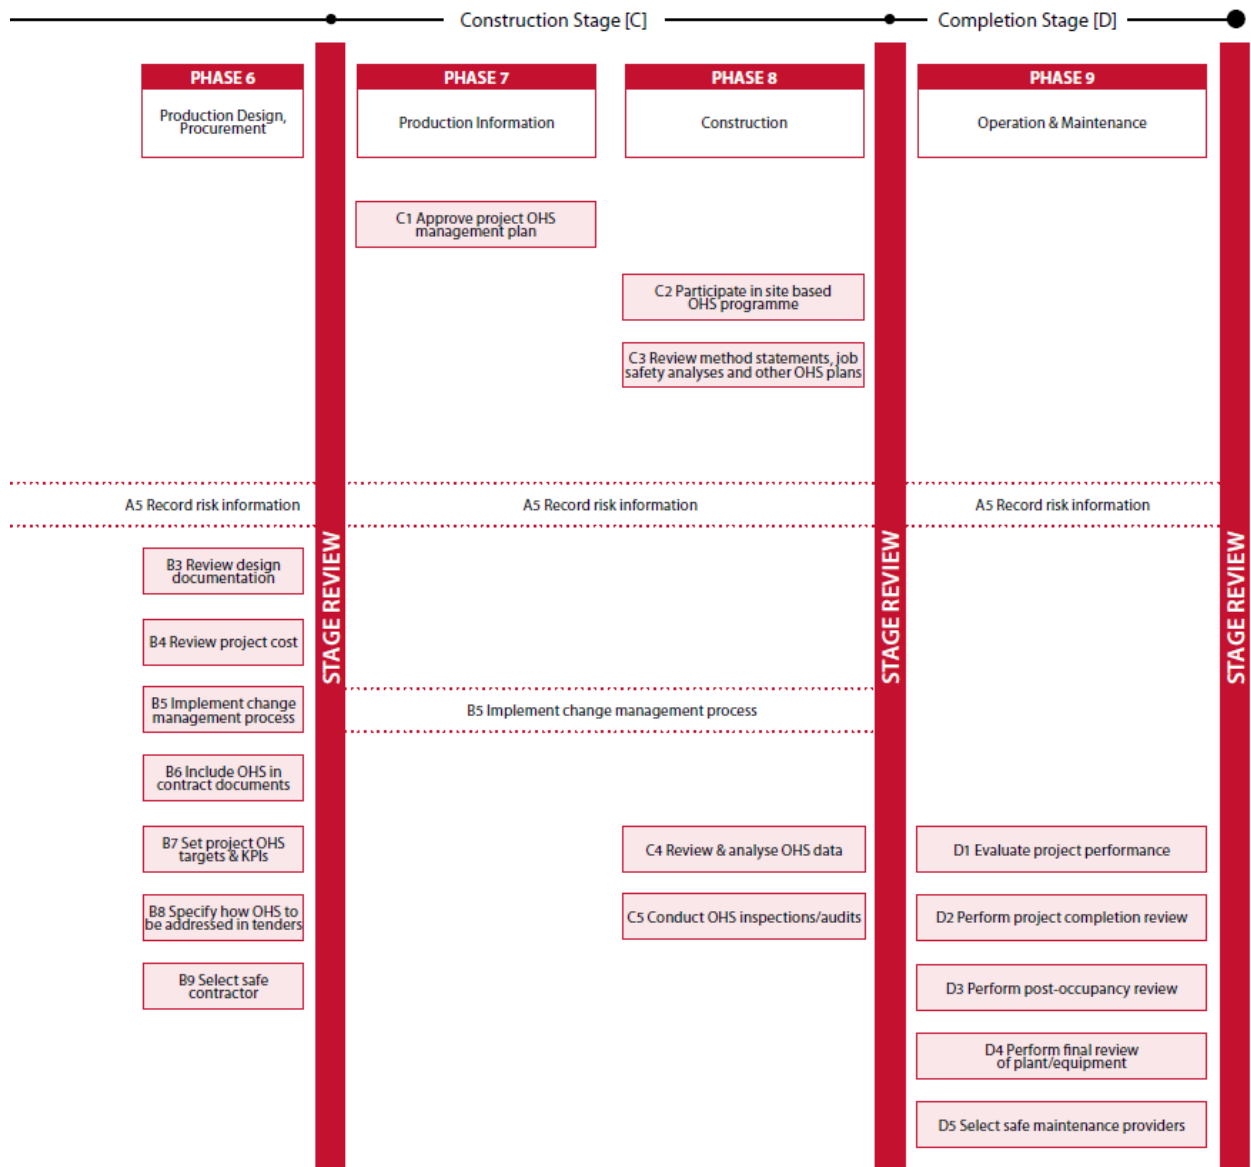 Construction Stage [C]
Completion Stage [D]
PHASE 6
Production Design,
Procurement
PHASE 7
Production Information
PHASE 8
Construction
PHASE 9
Operation & Maintenance
C1 Approve project OHS
management plan
C2 Participate in site based
OHS programme
C3 Review method statements, job
safety analyses and other OHS plans
A5 Record risk information
A5 Record risk information
A5 Record risk information
STAGE REVIEW
STAGE REVIEW
STAGE REVIEW
B3 Review design
documentation
B4 Review project cost
B5 Implement change
management process
B5 Implement change management process
B6 Include OHS in
contract documents
B7 Set project OHS
targets & KPIs
C4 Review & analyse OHS data
D1 Evaluate project performance
B8 Specify how OHS to
be addressed in tenders
C5 Conduct OHS inspections/audits
D2 Perform project completion review
B9 Select safe
contractor
D3 Perform post-occupancy review
D4 Perform final review
of plant/equipment
D5 Select safe maintenance providers